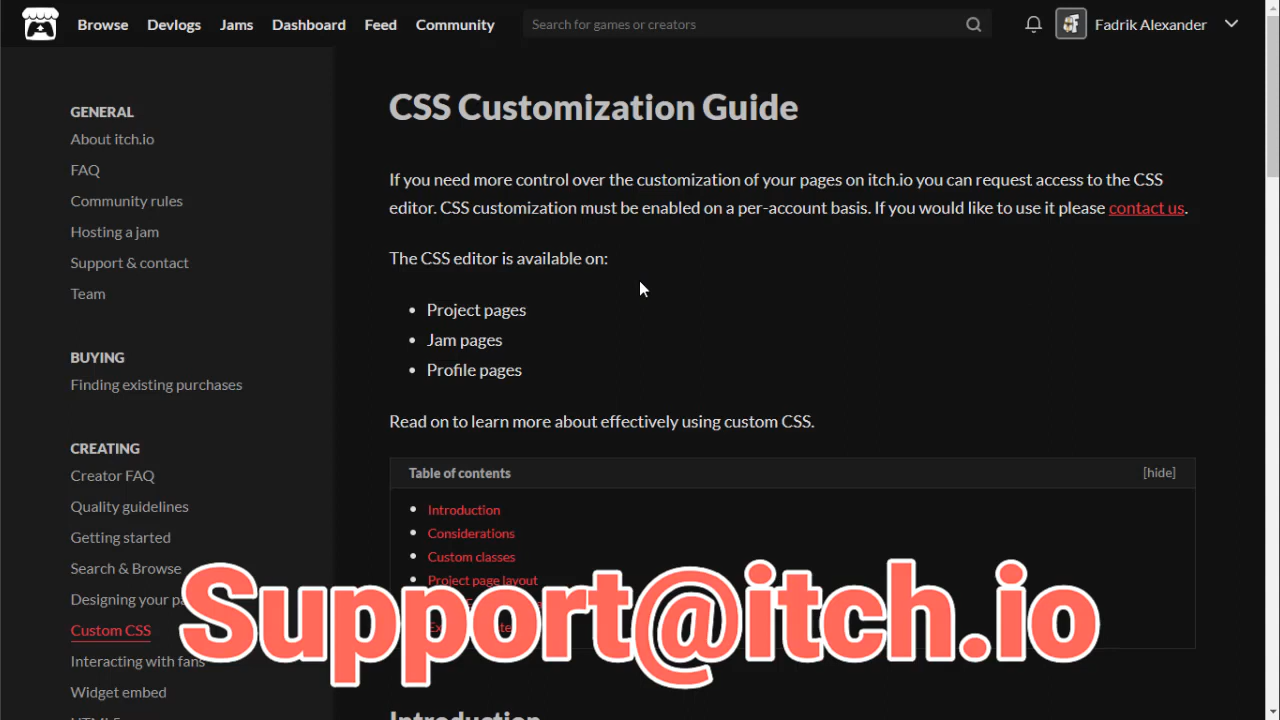 Browse Devlogs Jams Dashboard Feed Community Search for games or creators Fadrik Alexander
GENERAL
About itch.io
FAQ
Community rules
Hosting a jam
Support & contact
Team
BUYING
Finding existing purchases
CREATING
Creator FAQ
Quality guidelines
Getting started
Search & Browse
Designing your pa
Custom CSS
Interacting with fans
Widget embed
CSS Customization Guide
If you need more control over the customization of your pages on itch.io you can request access to the CSS
editor. CSS customization must be enabled on a per-account basis. If you would like to use it please contact us.
The CSS editor is available on:
• Project pages
• Jam pages
• Profile pages
Read on to learn more about effectively using custom CSS.
Table of contents [hide]
• Introduction
• Considerations
• Custom classes
• Project page layout
Support@itch.io
Introduction